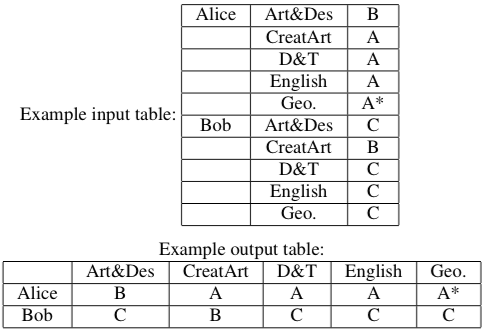 Alice Art&Des B
CreatArt A
D&T A
English A
Geo. A*
Example input table:
Bob Art&Des C
CreatArt B
D&T C
English C
Geo. C
Example output table:
Art&Des CreatArt D&T English Geo.
Alice B A A A A*
Bob C B C C C